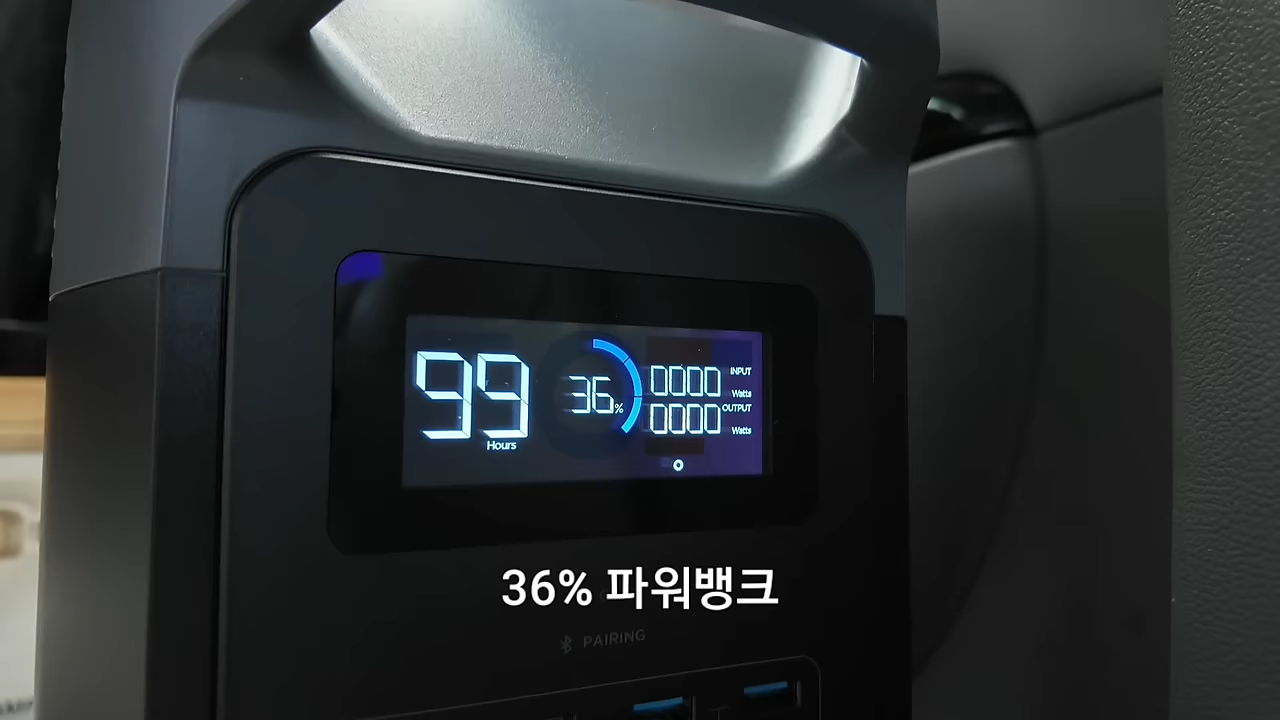 99
Hours
36%
0000 INPUT
Watts
0000 OUTPUT
Watts
36% 파워뱅크
PAIRING